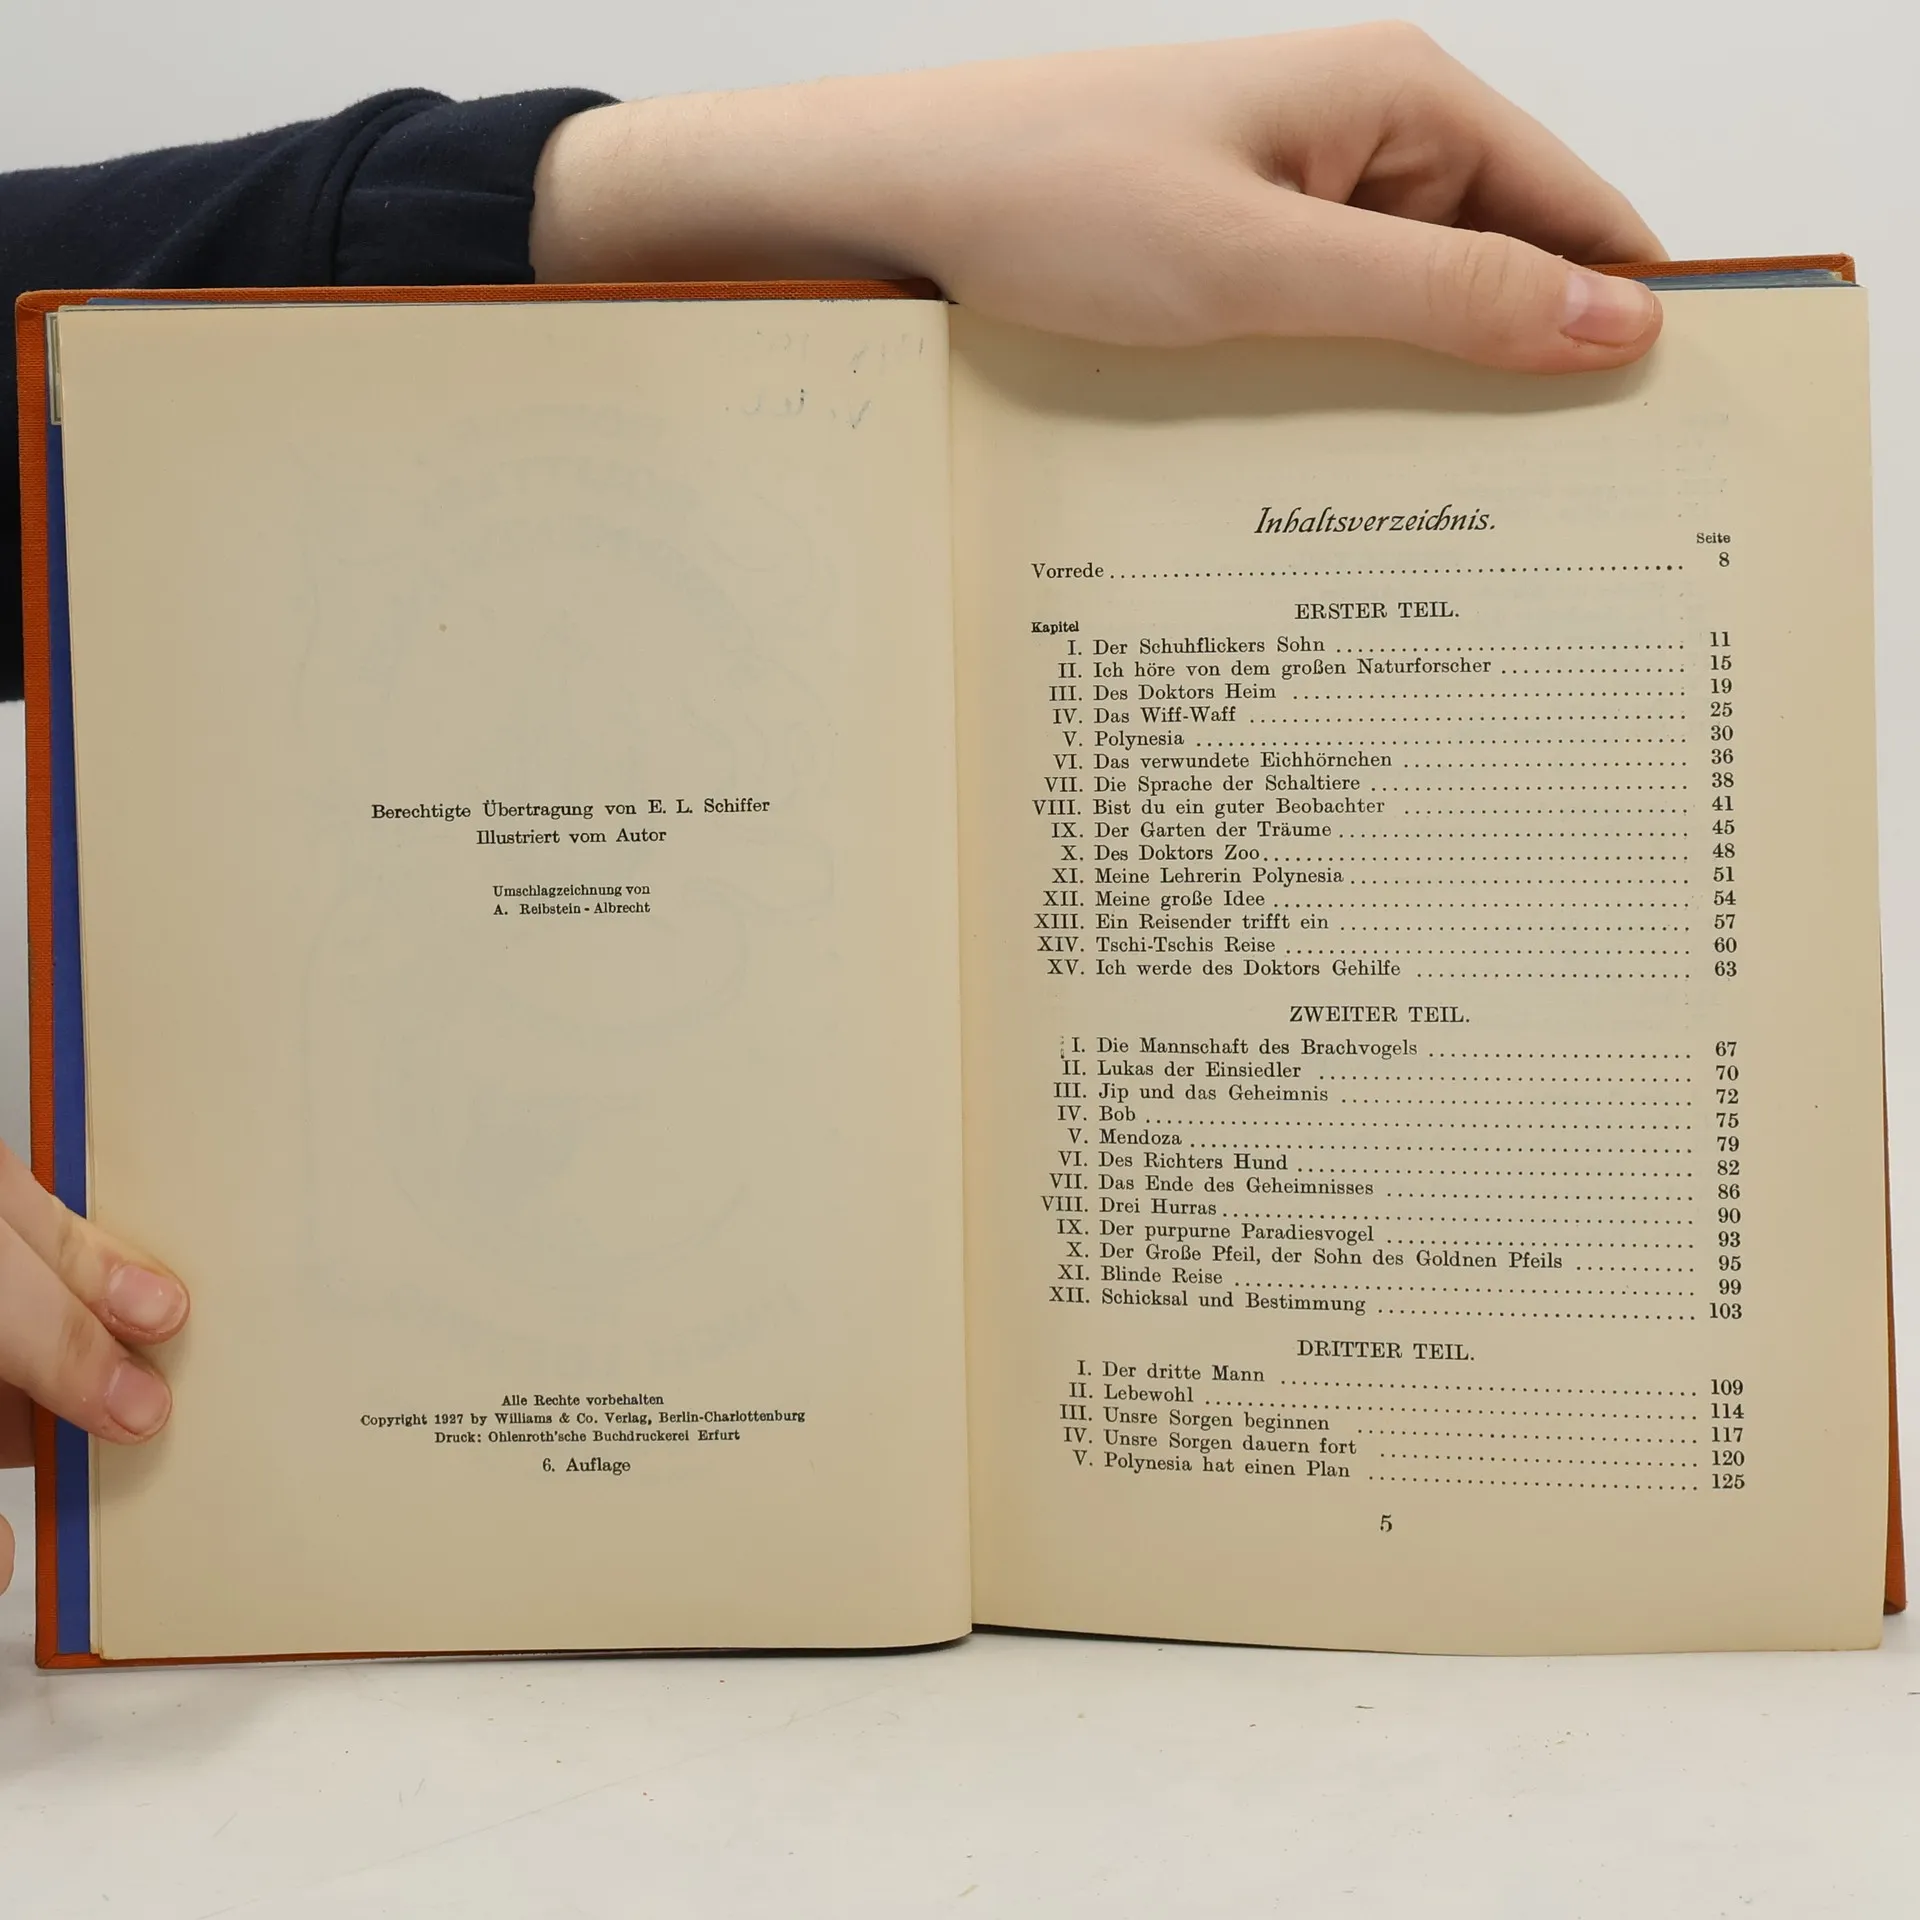 Berechtigte Übertragung von E. L. Schiffer
Illustriert vom Autor
Umschlagzeichnung von
A. Reibstein-Albrecht
Alle Rechte vorbehalten
Copyright 1927 by Williams & Co. Verlag, Berlin-Charlottenburg
Druck: Ohlenroth'sche Buchdruckerei Erfurt
6. Auflage
Inhaltsverzeichnis.
Seite
Vorrede 8
ERSTER TEIL.
Kapitel
I. Der Schuhflickers Sohn 11
II. Ich höre von dem großen Naturforscher 15
III. Des Doktors Heim 19
IV. Das Wiff-Waff 25
V. Polynesia 30
VI. Das verwundete Eichhörnchen 36
VII. Die Sprache der Schaltiere 38
VIII. Bist du ein guter Beobachter 41
IX. Der Garten der Träume 45
X. Des Doktors Zoo 48
XI. Meine Lehrerin Polynesia 51
XII. Meine große Idee 54
XIII. Ein Reisender trifft ein 57
XIV. Tschi-Tschis Reise 60
XV. Ich werde des Doktors Gehilfe 63
ZWEITER TEIL.
I. Die Mannschaft des Brachvogels 67
II. Lukas der Einsiedler 70
III. Jip und das Geheimnis 72
IV. Bob 75
V. Mendoza 79
VI. Des Richters Hund 82
VII. Das Ende des Geheimnisses 86
VIII. Drei Hurras 90
IX. Der purpurne Paradiesvogel 93
X. Der Große Pfeil, der Sohn des Goldnen Pfeils 95
XI. Blinde Reise 99
XII. Schicksal und Bestimmung 103
DRITTER TEIL.
I. Der dritte Mann 109
II. Lebewohl 114
III. Unsre Sorgen beginnen 117
IV. Unsre Sorgen dauern fort 120
V. Polynesia hat einen Plan 125
5